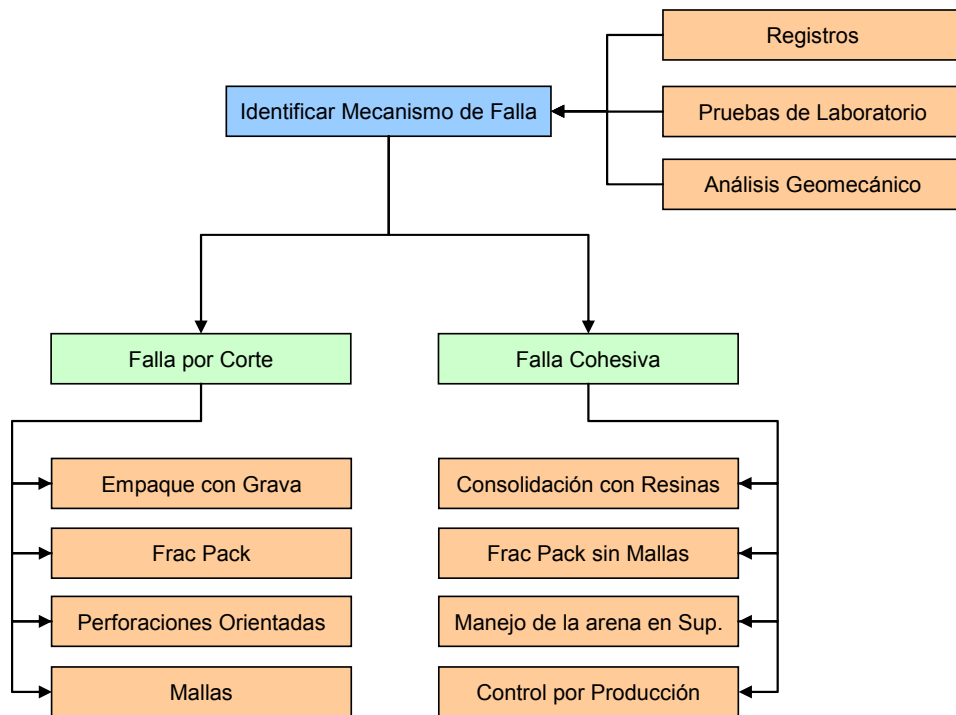 Registros
Identificar Mecanismo de Falla
Pruebas de Laboratorio
Análisis Geomecánico
Falla por Corte
Falla Cohesiva
Empaque con Grava
Consolidación con Resinas
Frac Pack
Frac Pack sin Mallas
Perforaciones Orientadas
Manejo de la arena en Sup.
Mallas
Control por Producción